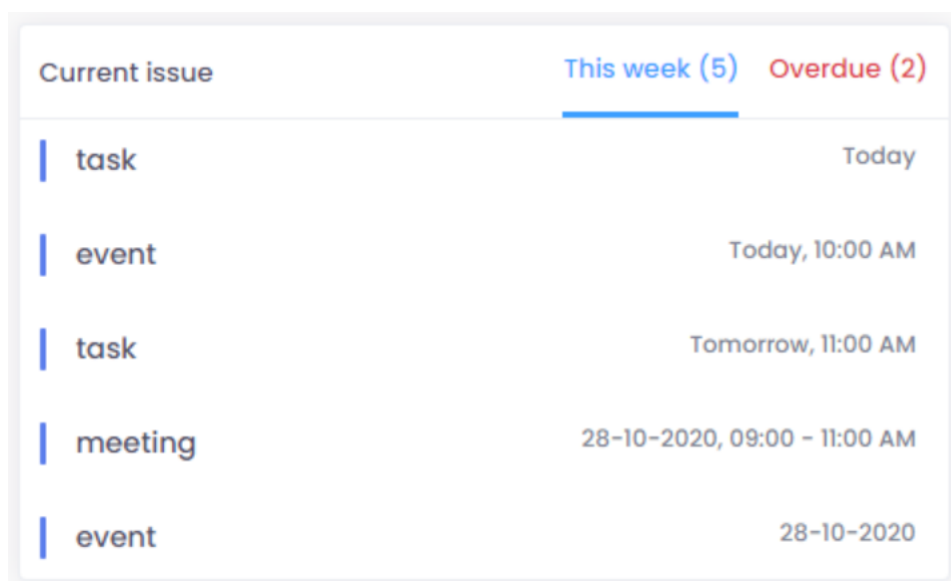 Current issue This week (5) Overdue (2)
task Today
event Today, 10:00 AM
task Tomorrow, 11:00 AM
meeting 28-10-2020, 09:00 - 11:00 AM
event 28-10-2020